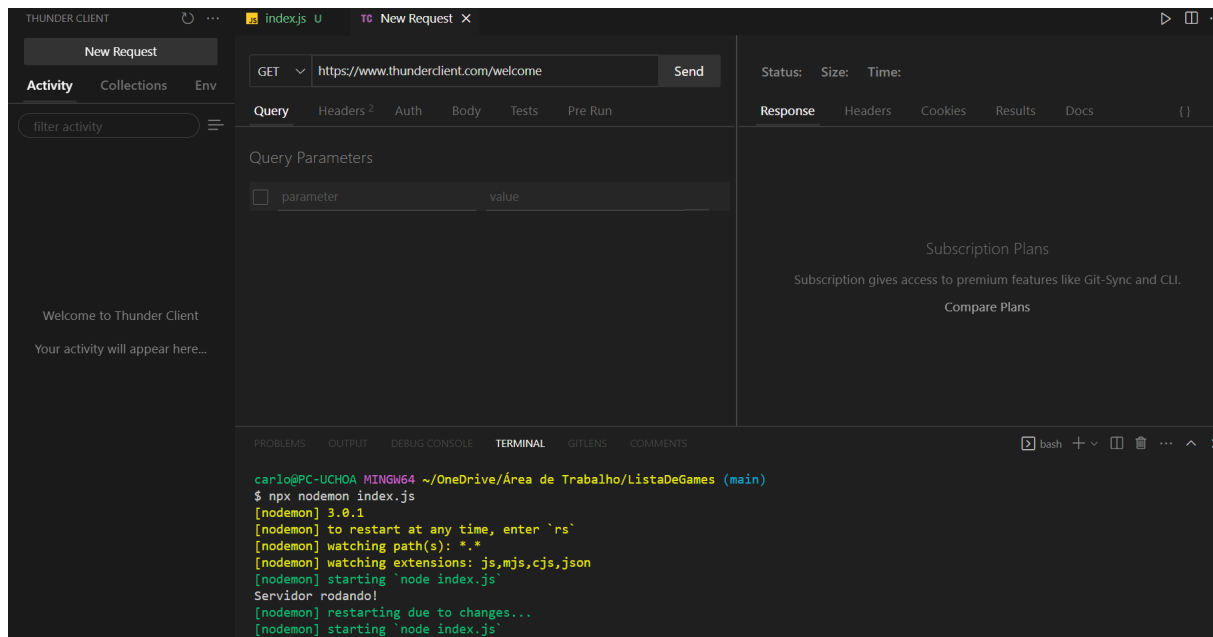 THUNDER CLIENT
New Request
Activity Collections Env
filter activity
Welcome to Thunder Client
Your activity will appear here...
JS index.js U TC New Request
GET https://www.thunderclient.com/welcome Send
Query Headers 2 Auth Body Tests Pre Run
Query Parameters
parameter value
Status: Size: Time:
Response Headers Cookies Results Docs { }
Subscription Plans
Subscription gives access to premium features like Git-Sync and CLI.
Compare Plans
PROBLEMS OUTPUT DEBUG CONSOLE TERMINAL GITLENS COMMENTS
bash
carlo@PC-UCHOA MINGW64 ~/OneDrive/Área de Trabalho/ListaDeGames (main)
$ npx nodemon index.js
[nodemon] 3.0.1
[nodemon] to restart at any time, enter `rs`
[nodemon] watching path(s): *.*
[nodemon] watching extensions: js,mjs,cjs,json
[nodemon] starting `node index.js`
Servidor rodando!
[nodemon] restarting due to changes...
[nodemon] starting `node index.js`